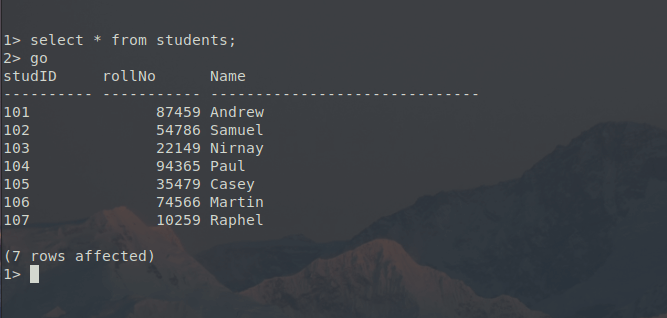 1> select * from students;
2> go
studID     rollNo      Name
---------- ----------- ------------------------------
101              87459 Andrew
102              54786 Samuel
103              22149 Nirnay
104              94365 Paul
105              35479 Casey
106              74566 Martin
107              10259 Raphel
(7 rows affected)
1>